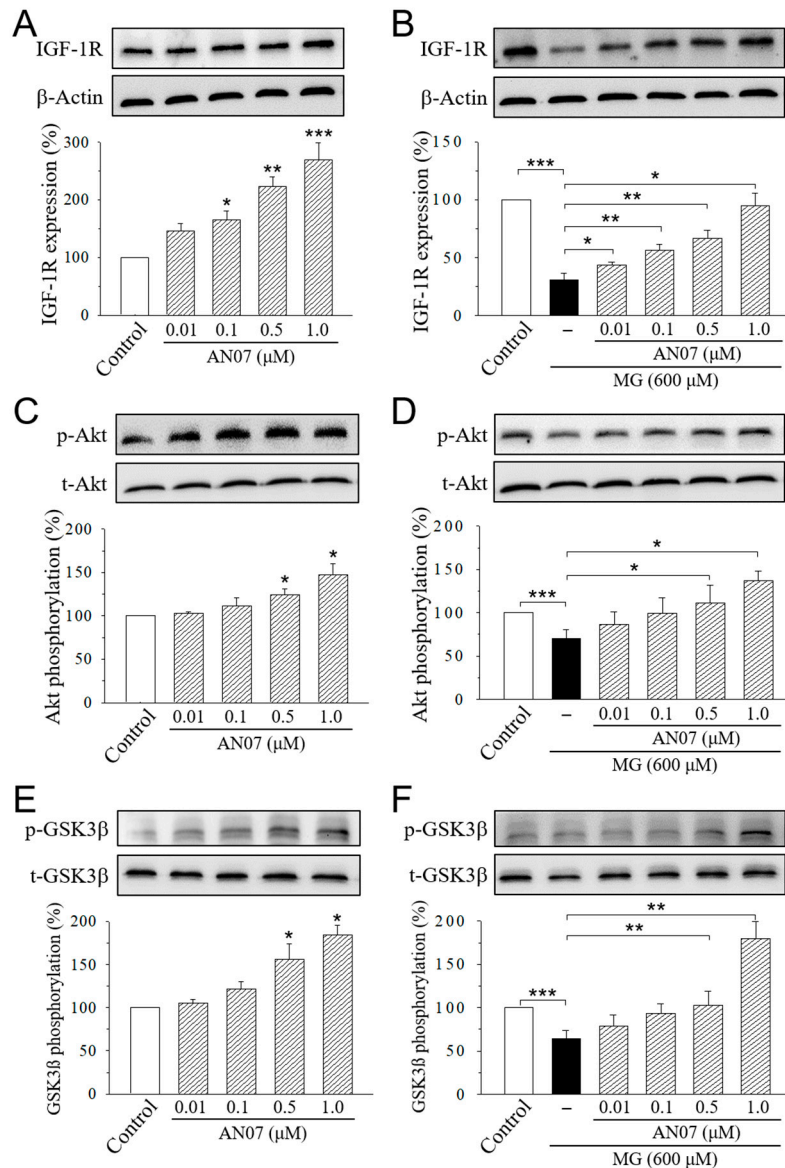 A
IGF-1R
β-Actin
IGF-1R expression (%)
300
200
100
0
*
**
***
Control
0.01 0.1 0.5 1.0
AN07 (μM)
B
IGF-1R
β-Actin
IGF-1R expression (%)
150
100
50
0
***
*
**
**
*
Control
– 0.01 0.1 0.5 1.0
AN07 (μM)
MG (600 μM)
C
p-Akt
t-Akt
Akt phosphorylation (%)
200
150
100
50
0
*
*
Control
0.01 0.1 0.5 1.0
AN07 (μM)
D
p-Akt
t-Akt
Akt phosphorylation (%)
200
150
100
50
0
***
*
*
Control
– 0.01 0.1 0.5 1.0
AN07 (μM)
MG (600 μM)
E
p-GSK3β
t-GSK3β
GSK3ß phosphorylation (%)
200
150
100
50
0
*
*
Control
0.01 0.1 0.5 1.0
AN07 (μM)
F
p-GSK3β
t-GSK3β
GSK3ß phosphorylation (%)
200
150
100
50
0
***
**
**
Control
– 0.01 0.1 0.5 1.0
AN07 (μM)
MG (600 μM)